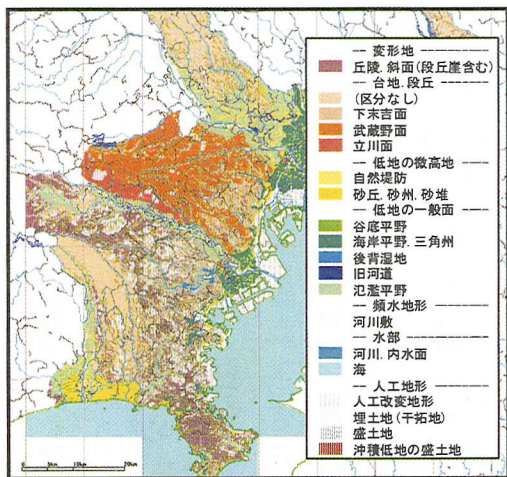 ― 変形地 ――――――
丘陵．斜面(段丘崖含む)
― 台地．段丘 ――――
(区分なし)
下末吉面
武蔵野面
立川面
― 低地の微高地 ―――
自然堤防
砂丘．砂州．砂堆
― 低地の一般面 ―――
谷底平野
海岸平野．三角州
後背湿地
旧河道
氾濫平野
― 頻水地形 ―――――
河川敷
― 水部 ―――――――
河川．内水面
海
― 人工地形 ―――――
人工改変地形
埋土地(干拓地)
盛土地
沖積低地の盛土地
0 5km 10km 20km